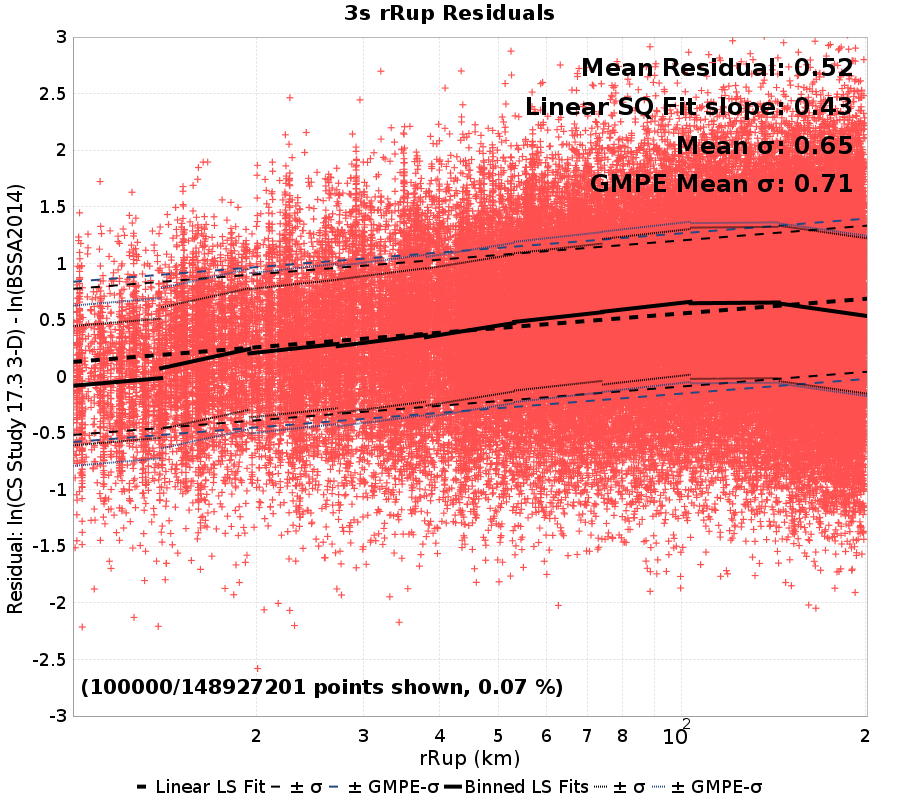 3s rRup Residuals
Mean Residual: 0.52
Linear SQ Fit slope: 0.43
Mean σ: 0.65
GMPE Mean σ: 0.71
Residual: ln(CS Study 17.3 3-D) - ln(BSSA2014)
3
2.5
2
1.5
1
0.5
0
-0.5
-1
-1.5
-2
-2.5
-3
(100000/148927201 points shown, 0.07 %)
2 3 4 5 6 7 8 10² 2
rRup (km)
Linear LS Fit ± σ ± GMPE-σ Binned LS Fits ± σ ± GMPE-σ